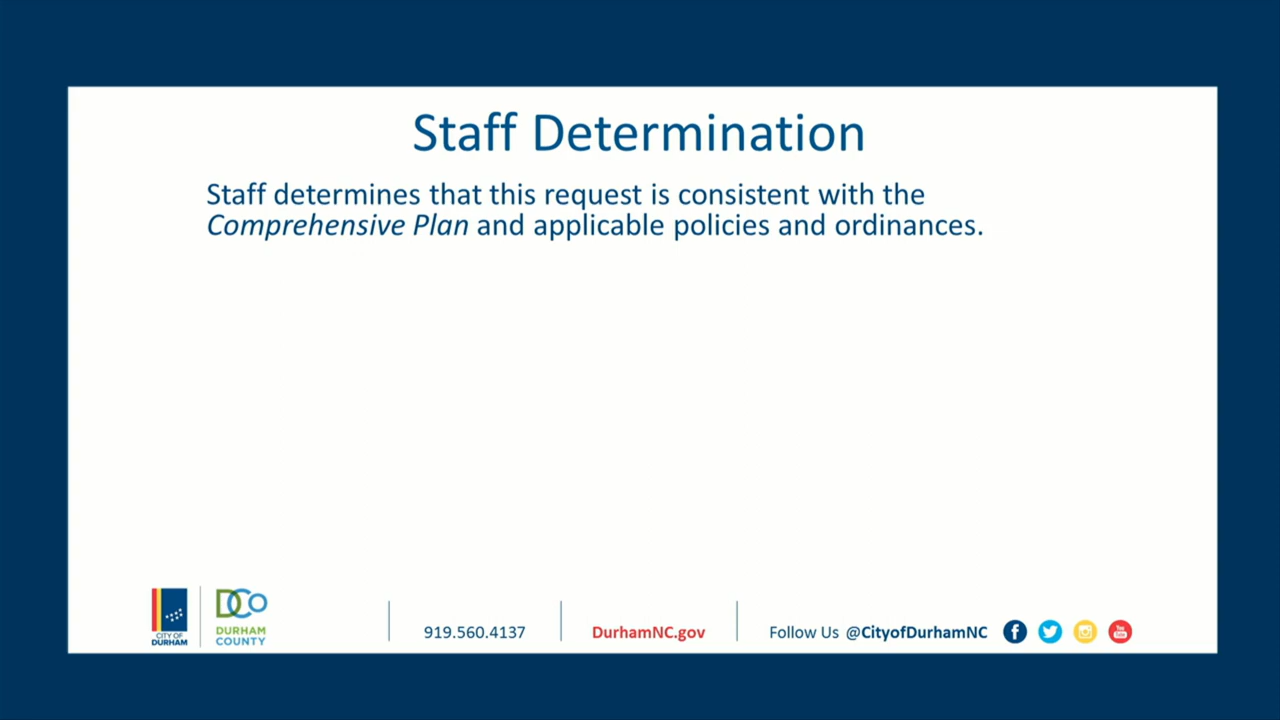 Staff Determination
Staff determines that this request is consistent with the
Comprehensive Plan and applicable policies and ordinances.
CITY OF
DURHAM
DCo
DURHAM
COUNTY
919.560.4137
DurhamNC.gov
Follow Us @CityofDurhamNC